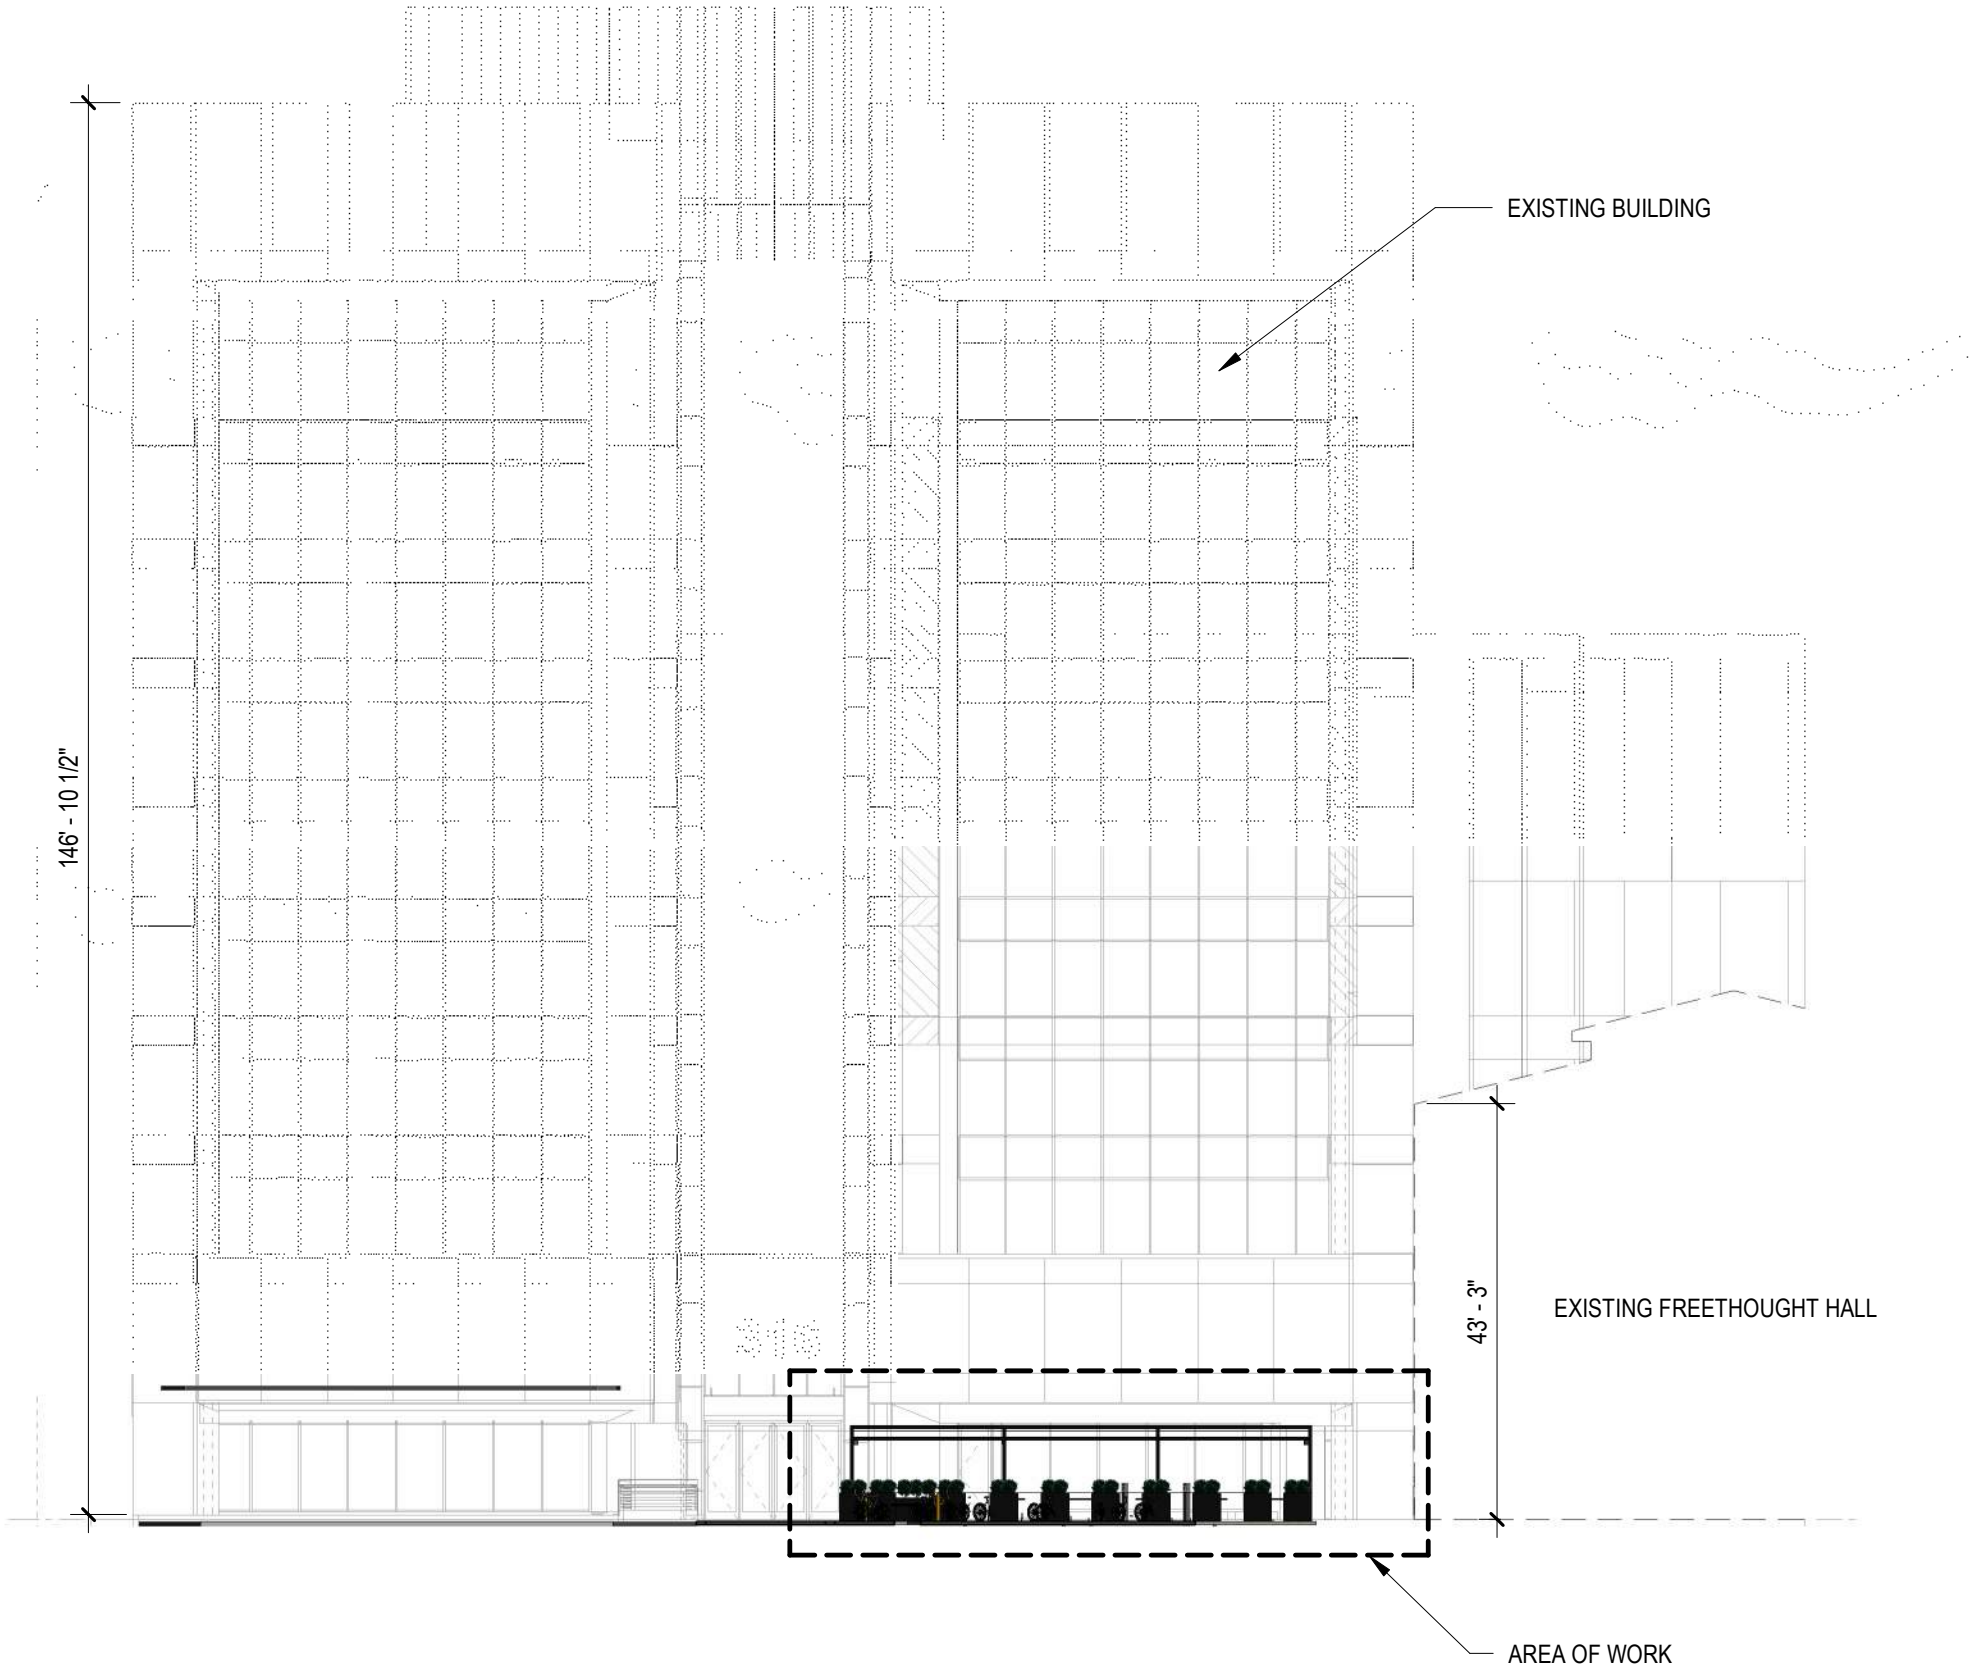 EXISTING BUILDING
146' - 10 1/2"
43' - 3"
EXISTING FREETHOUGHT HALL
AREA OF WORK